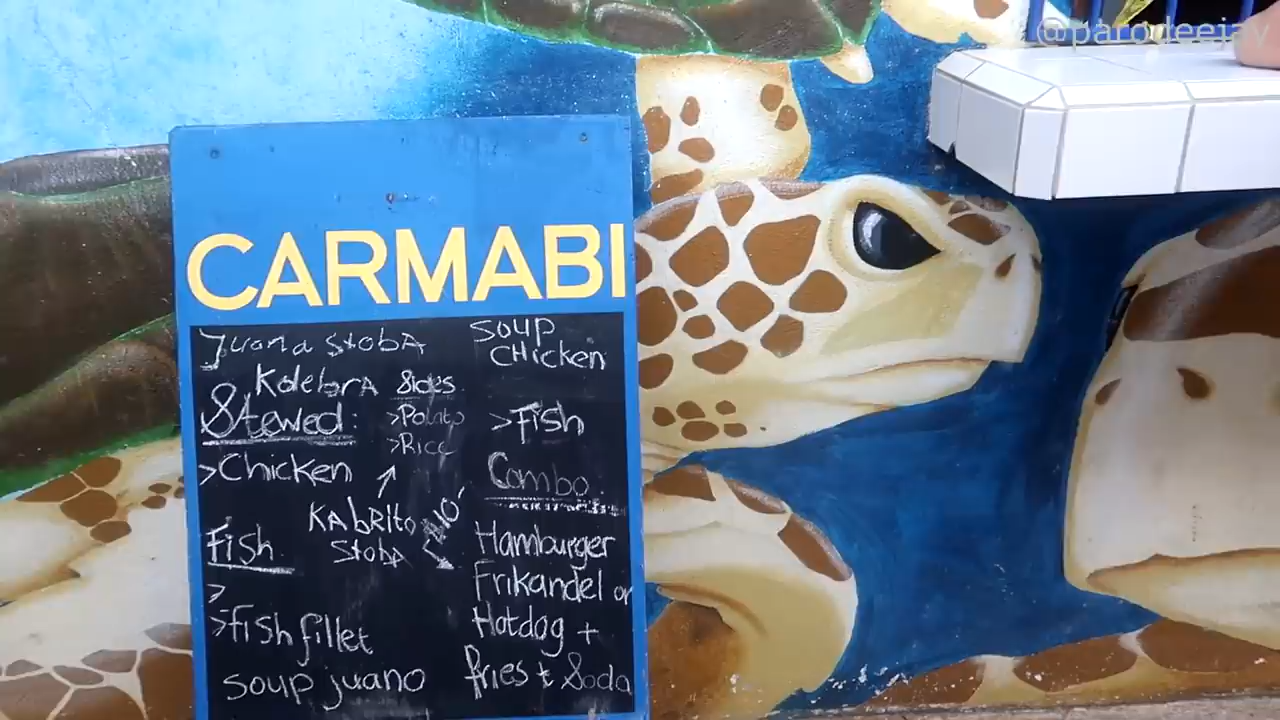 @parodeejay
CARMABI
Juana stobA
KolebrA
Stewed:
>Chicken
Sides
>Potato
>Rice
KAbRito
StobA
Fish
>
>fish fillet
soup juano
Soup
CHicken
>Fish
Combo
Hamburger
Frikandel or
Hotdog +
fries + Soda